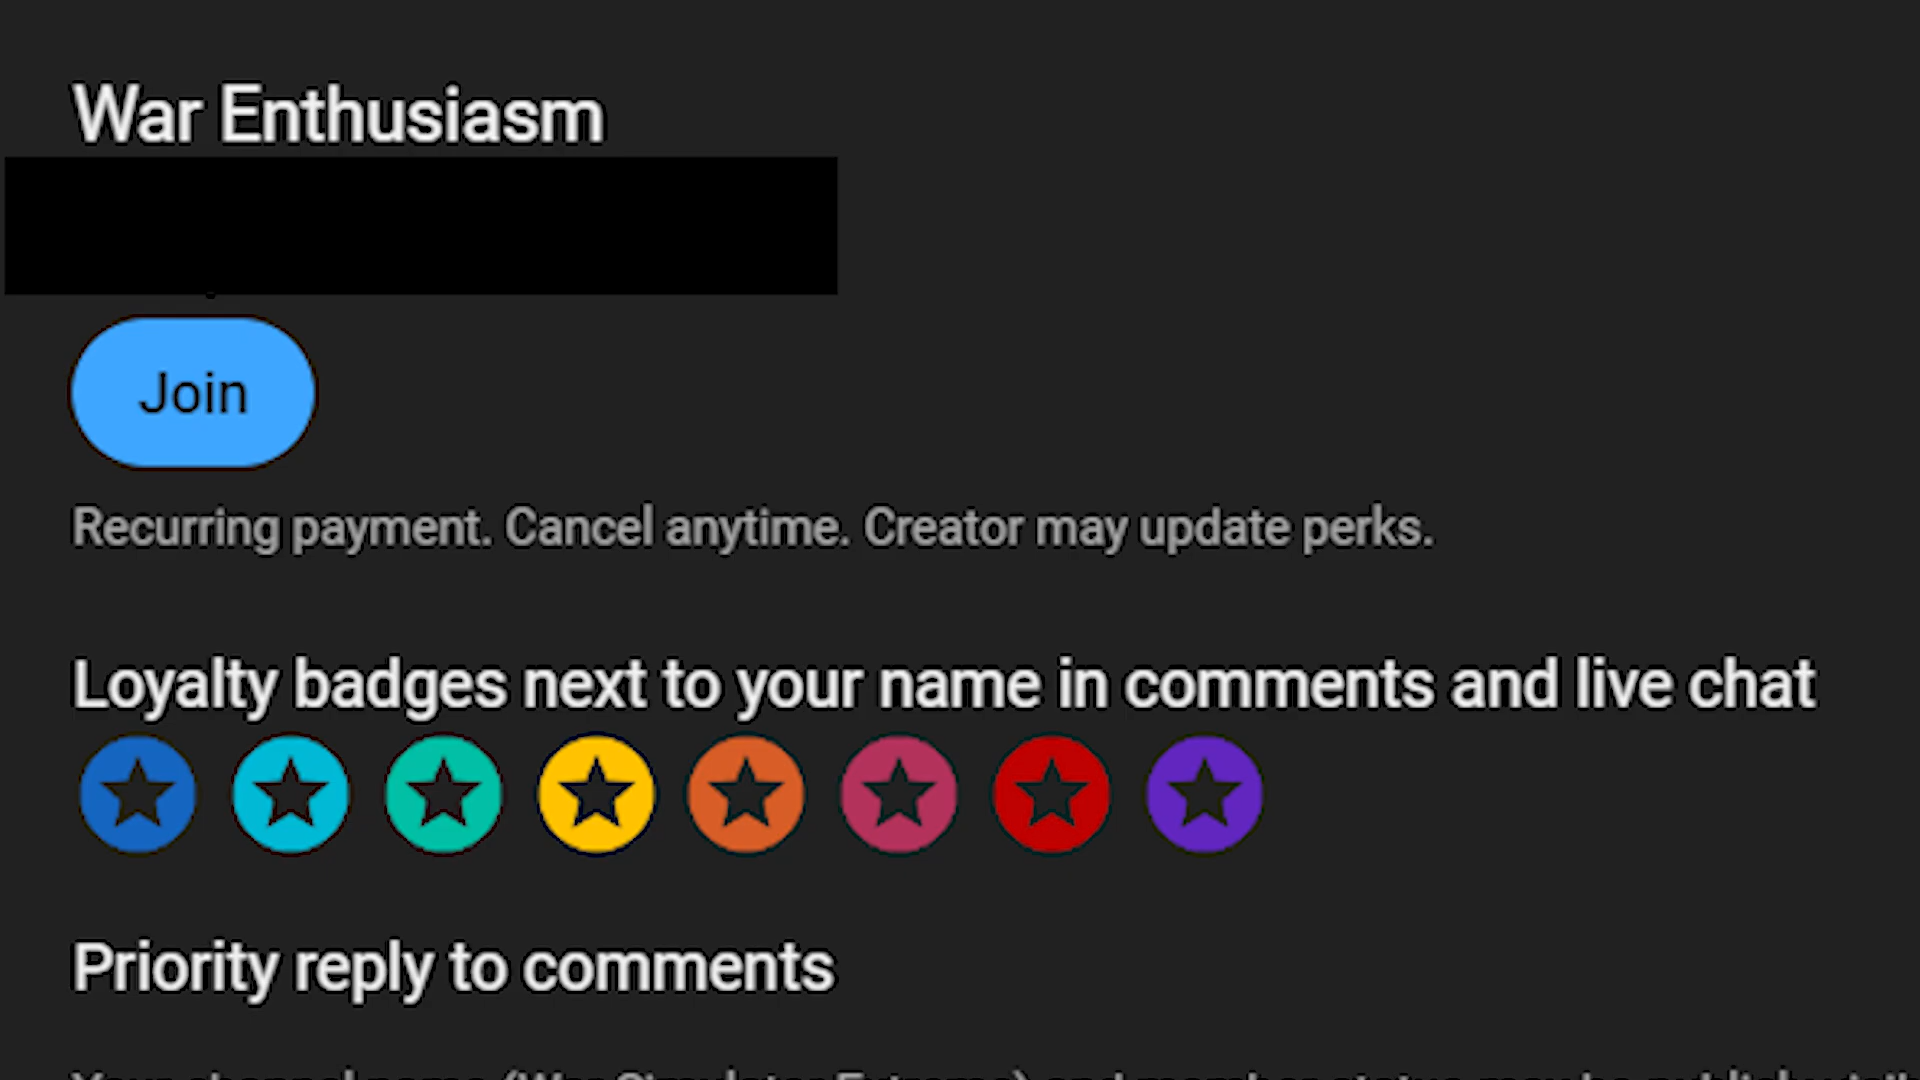 War Enthusiasm
Join
Recurring payment. Cancel anytime. Creator may update perks.
Loyalty badges next to your name in comments and live chat
Priority reply to comments